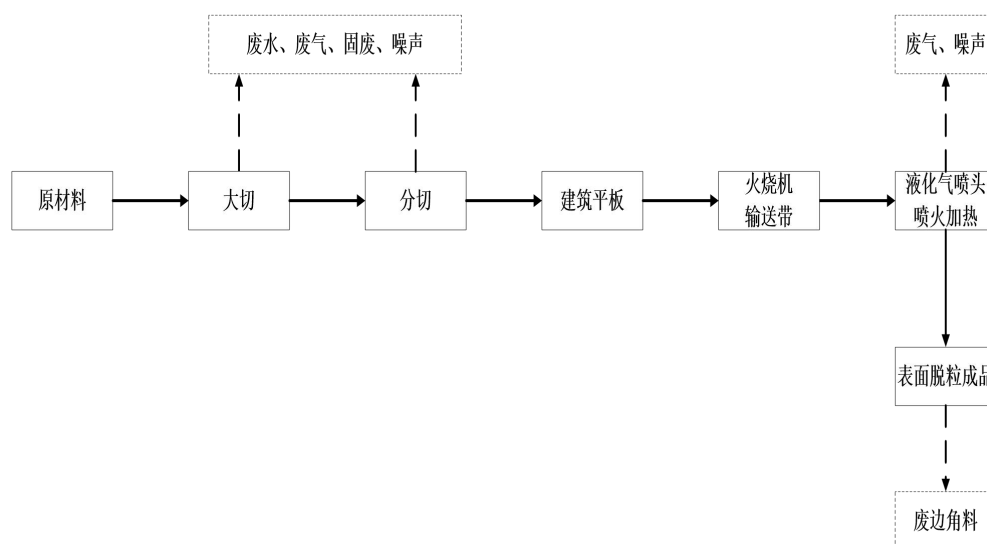 废水、废气、固废、噪声
废气、噪声
原材料
大切
分切
建筑平板
火烧机
输送带
液化气喷头
喷火加热
表面脱粒成品
废边角料